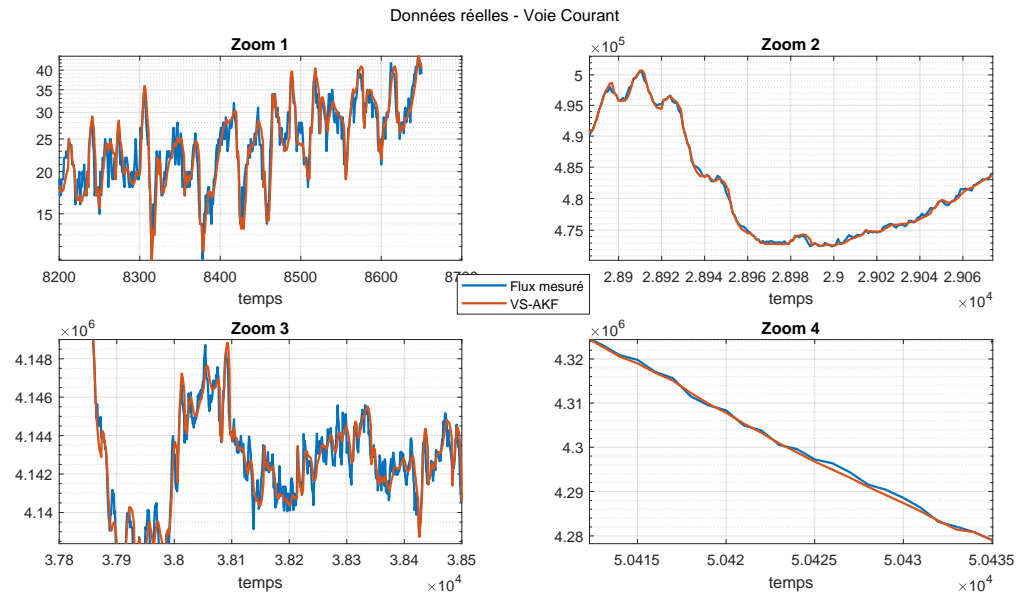 Données réelles - Voie Courant
Zoom 1
40
35
30
25
20
15
8200 8300 8400 8500 8600 8700
temps
×10^5
Zoom 2
5
4.95
4.9
4.85
4.8
4.75
2.89 2.892 2.894 2.896 2.898 2.9 2.902 2.904 2.906
temps
×10^4
Flux mesuré
VS-AKF
×10^6
Zoom 3
4.148
4.146
4.144
4.142
4.14
3.78 3.79 3.8 3.81 3.82 3.83 3.84 3.85
temps
×10^4
×10^6
Zoom 4
4.32
4.31
4.3
4.29
4.28
5.0415 5.042 5.0425 5.043 5.0435
temps
×10^4